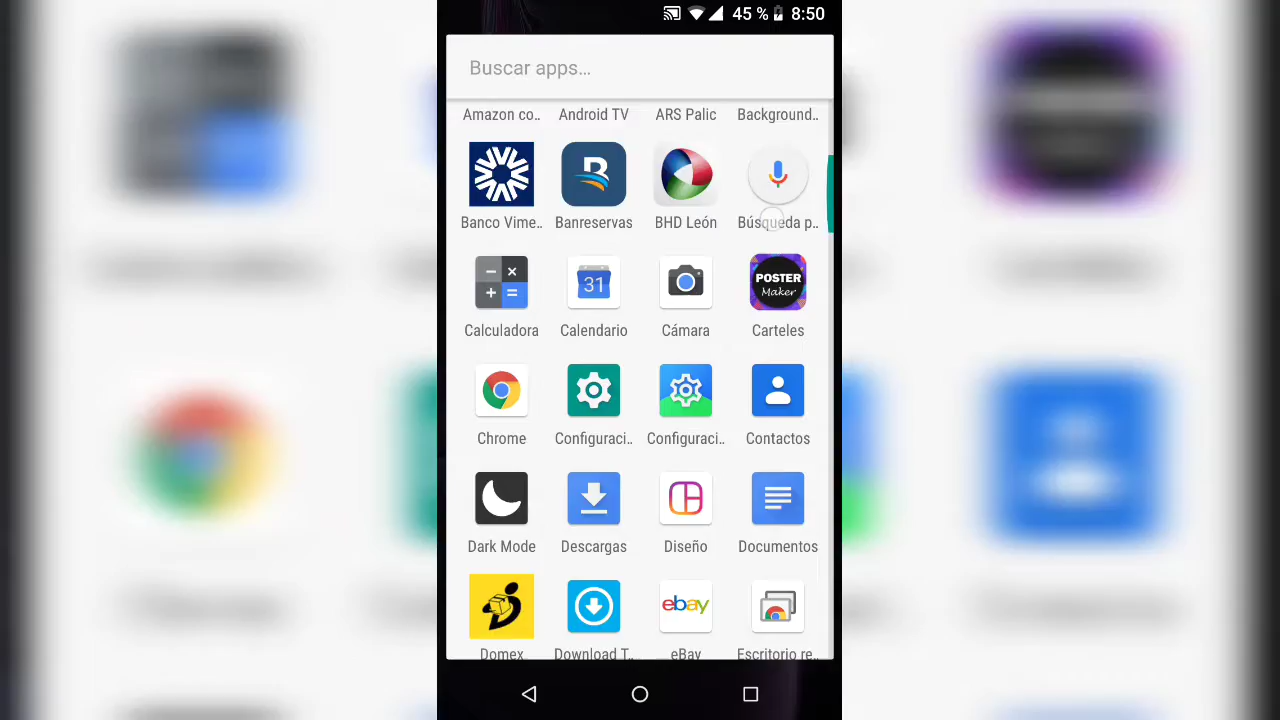 45 % 8:50
Buscar apps...
Amazon co.. Android TV ARS Palic Background..
Banco Vime.. Banreservas BHD León Búsqueda p..
31 POSTER
Maker
Calculadora Calendario Cámara Carteles
Chrome Configuraci.. Configuraci.. Contactos
Dark Mode Descargas Diseño Documentos
ebay
Domex Download T.. eBay Escritorio re..